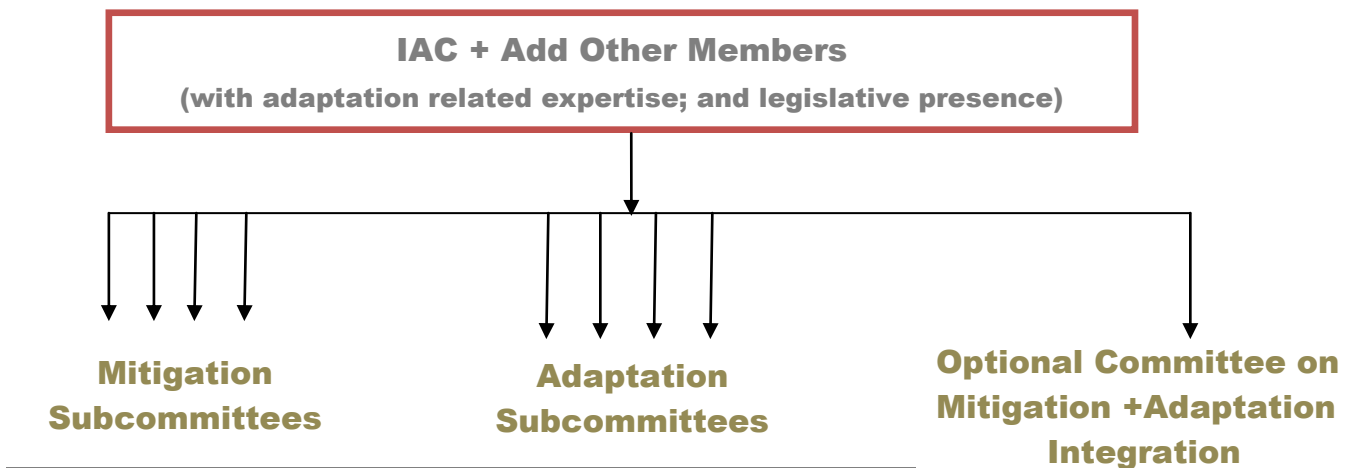 IAC + Add Other Members
(with adaptation related expertise; and legislative presence)
Mitigation
Subcommittees
Adaptation
Subcommittees
Optional Committee on
Mitigation +Adaptation
Integration